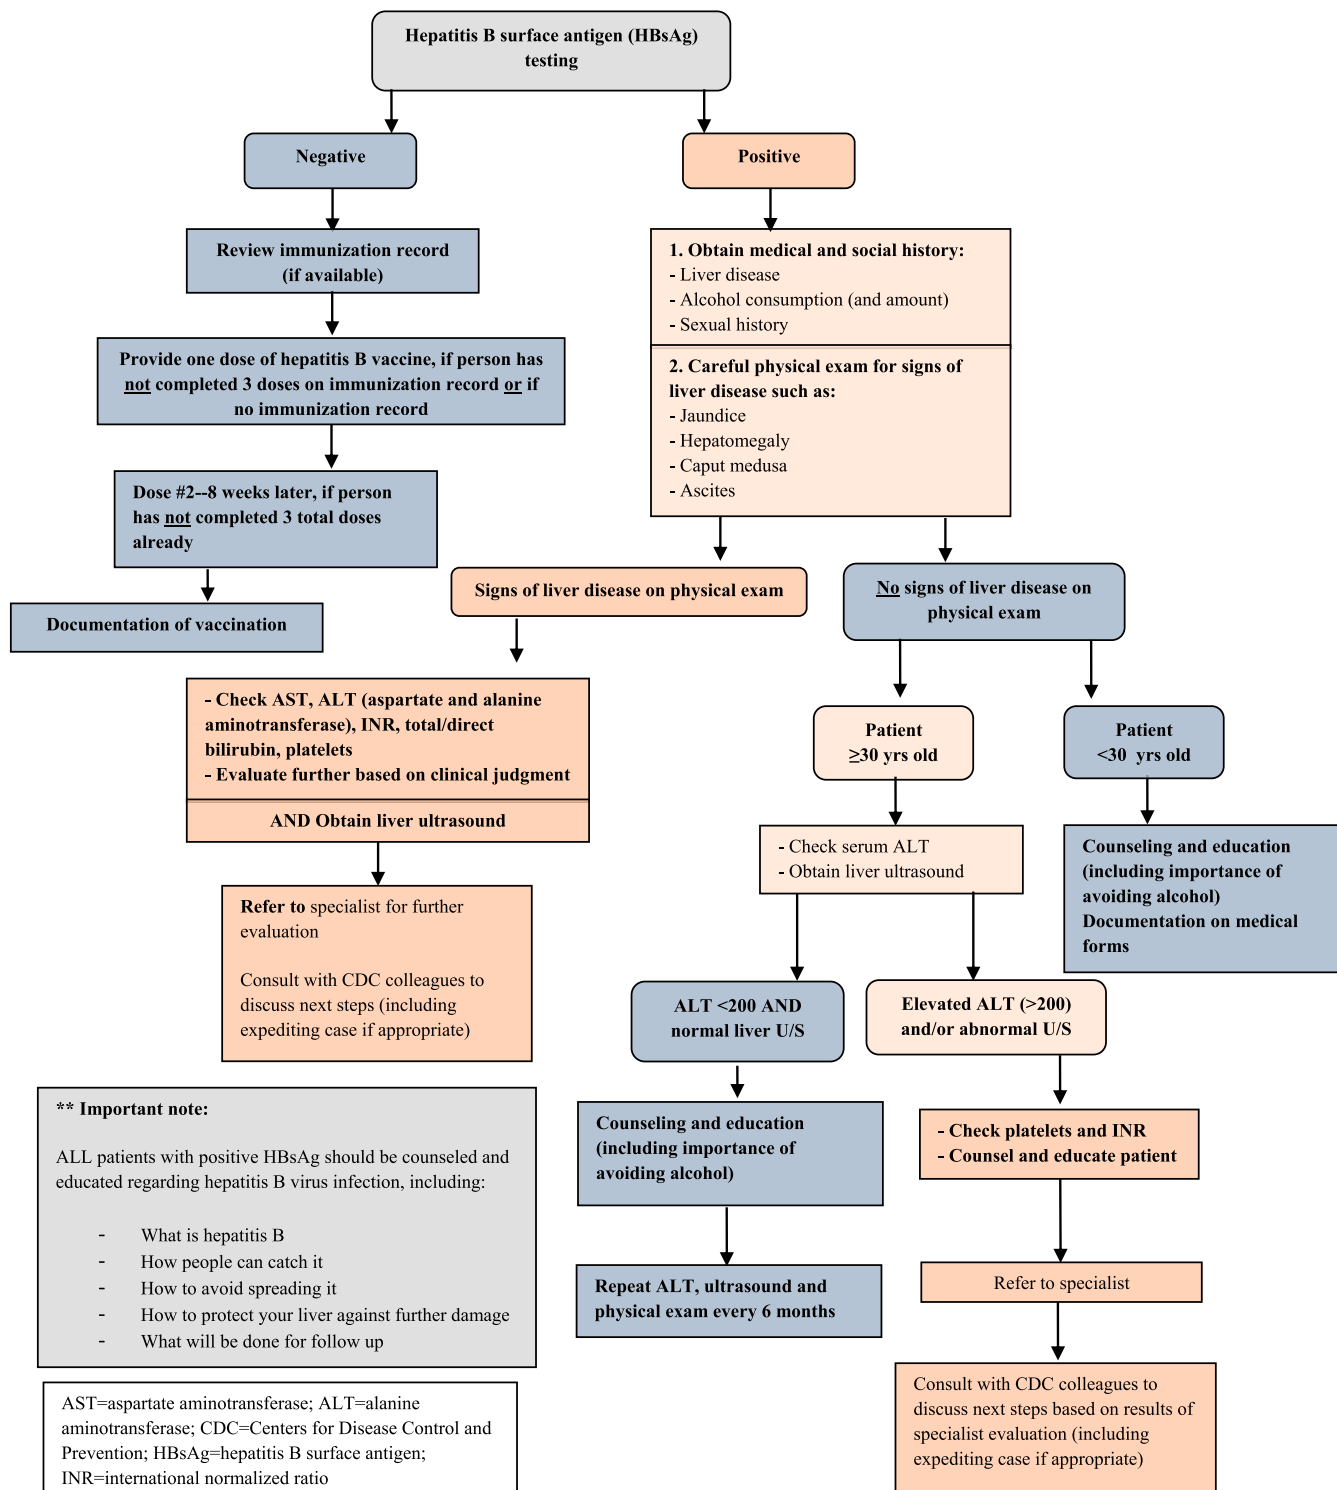 Hepatitis B surface antigen (HBsAg)
testing
Negative
Positive
Review immunization record
(if available)
Provide one dose of hepatitis B vaccine, if person has
not completed 3 doses on immunization record or if
no immunization record
Dose #2--8 weeks later, if person
has not completed 3 total doses
already
Documentation of vaccination
1. Obtain medical and social history:
- Liver disease
- Alcohol consumption (and amount)
- Sexual history
2. Careful physical exam for signs of
liver disease such as:
- Jaundice
- Hepatomegaly
- Caput medusa
- Ascites
Signs of liver disease on physical exam
No signs of liver disease on
physical exam
- Check AST, ALT (aspartate and alanine
aminotransferase), INR, total/direct
bilirubin, platelets
- Evaluate further based on clinical judgment
AND Obtain liver ultrasound
Refer to specialist for further
evaluation
Consult with CDC colleagues to
discuss next steps (including
expediting case if appropriate)
Patient
≥30 yrs old
Patient
<30 yrs old
- Check serum ALT
- Obtain liver ultrasound
Counseling and education
(including importance of
avoiding alcohol)
Documentation on medical
forms
ALT <200 AND
normal liver U/S
Elevated ALT (>200)
and/or abnormal U/S
Counseling and education
(including importance of
avoiding alcohol)
Repeat ALT, ultrasound and
physical exam every 6 months
- Check platelets and INR
- Counsel and educate patient
Refer to specialist
Consult with CDC colleagues to
discuss next steps based on results of
specialist evaluation (including
expediting case if appropriate)
** Important note:
ALL patients with positive HBsAg should be counseled and
educated regarding hepatitis B virus infection, including:
- What is hepatitis B
- How people can catch it
- How to avoid spreading it
- How to protect your liver against further damage
- What will be done for follow up
AST=aspartate aminotransferase; ALT=alanine
aminotransferase; CDC=Centers for Disease Control and
Prevention; HBsAg=hepatitis B surface antigen;
INR=international normalized ratio